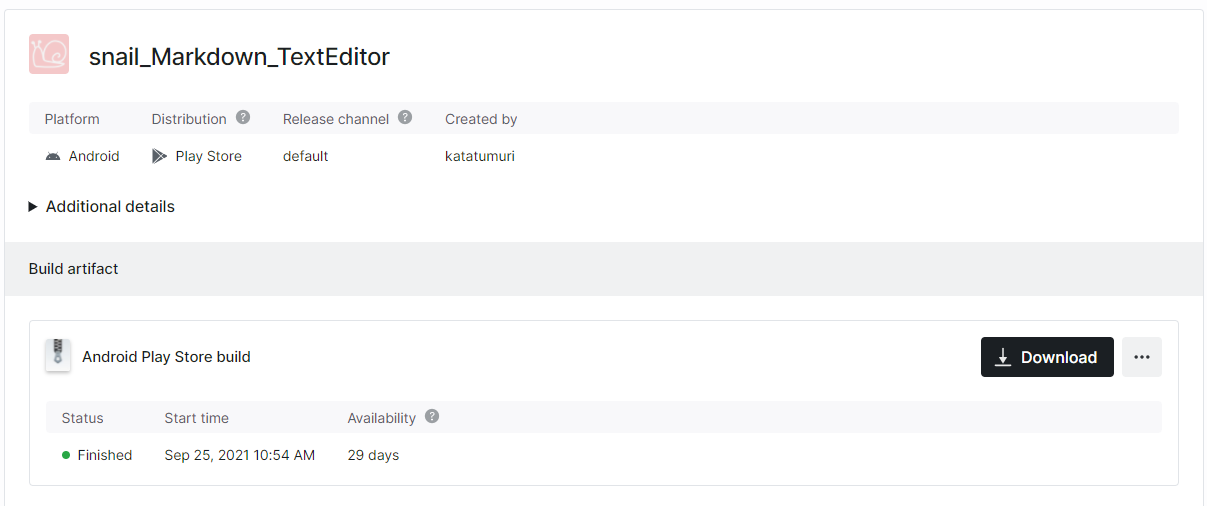 snail_Markdown_TextEditor
Platform Distribution ? Release channel ? Created by
Android Play Store default katatumuri
Additional details
Build artifact
Android Play Store build Download ...
Status Start time Availability ?
Finished Sep 25, 2021 10:54 AM 29 days